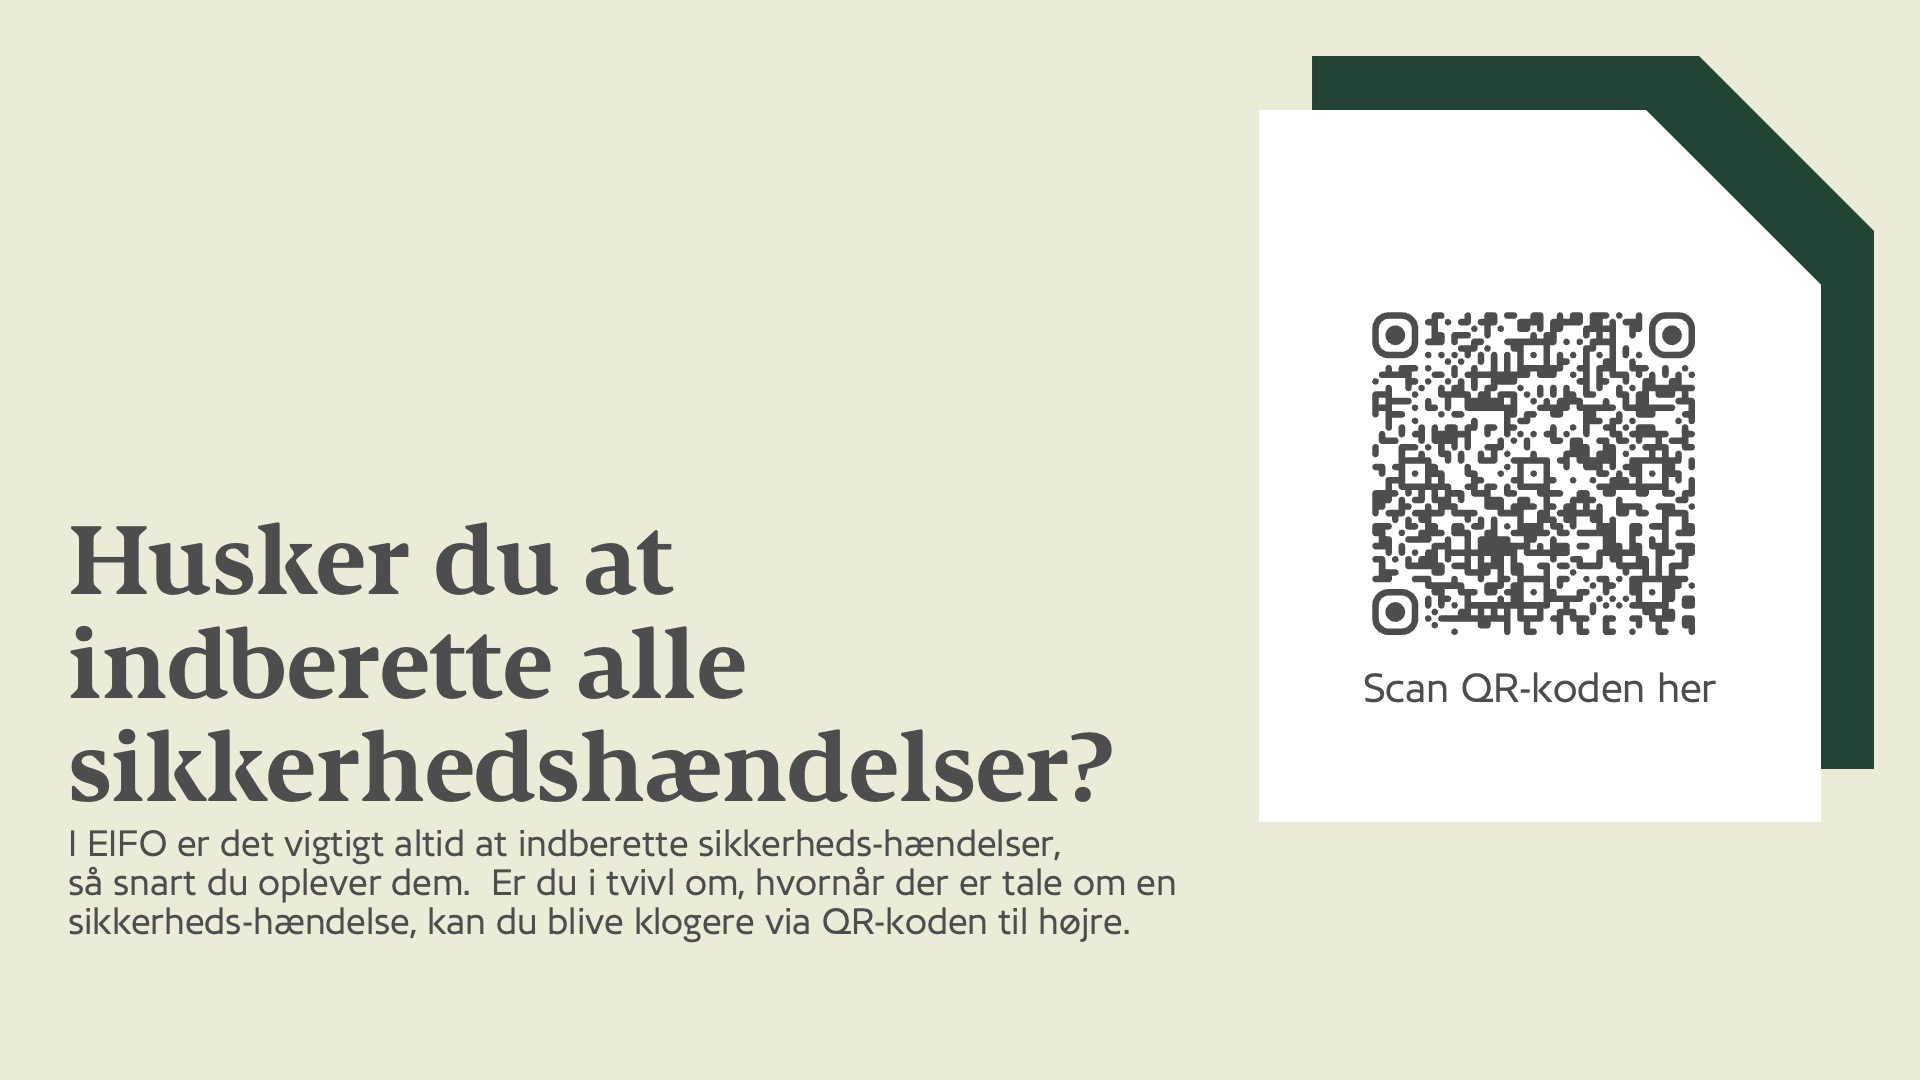 Husker du at
indberette alle
sikkerhedshændelser?
I EIFO er det vigtigt altid at indberette sikkerheds-hændelser,
så snart du oplever dem.  Er du i tvivl om, hvornår der er tale om en
sikkerheds-hændelse, kan du blive klogere via QR-koden til højre.
Scan QR-koden her